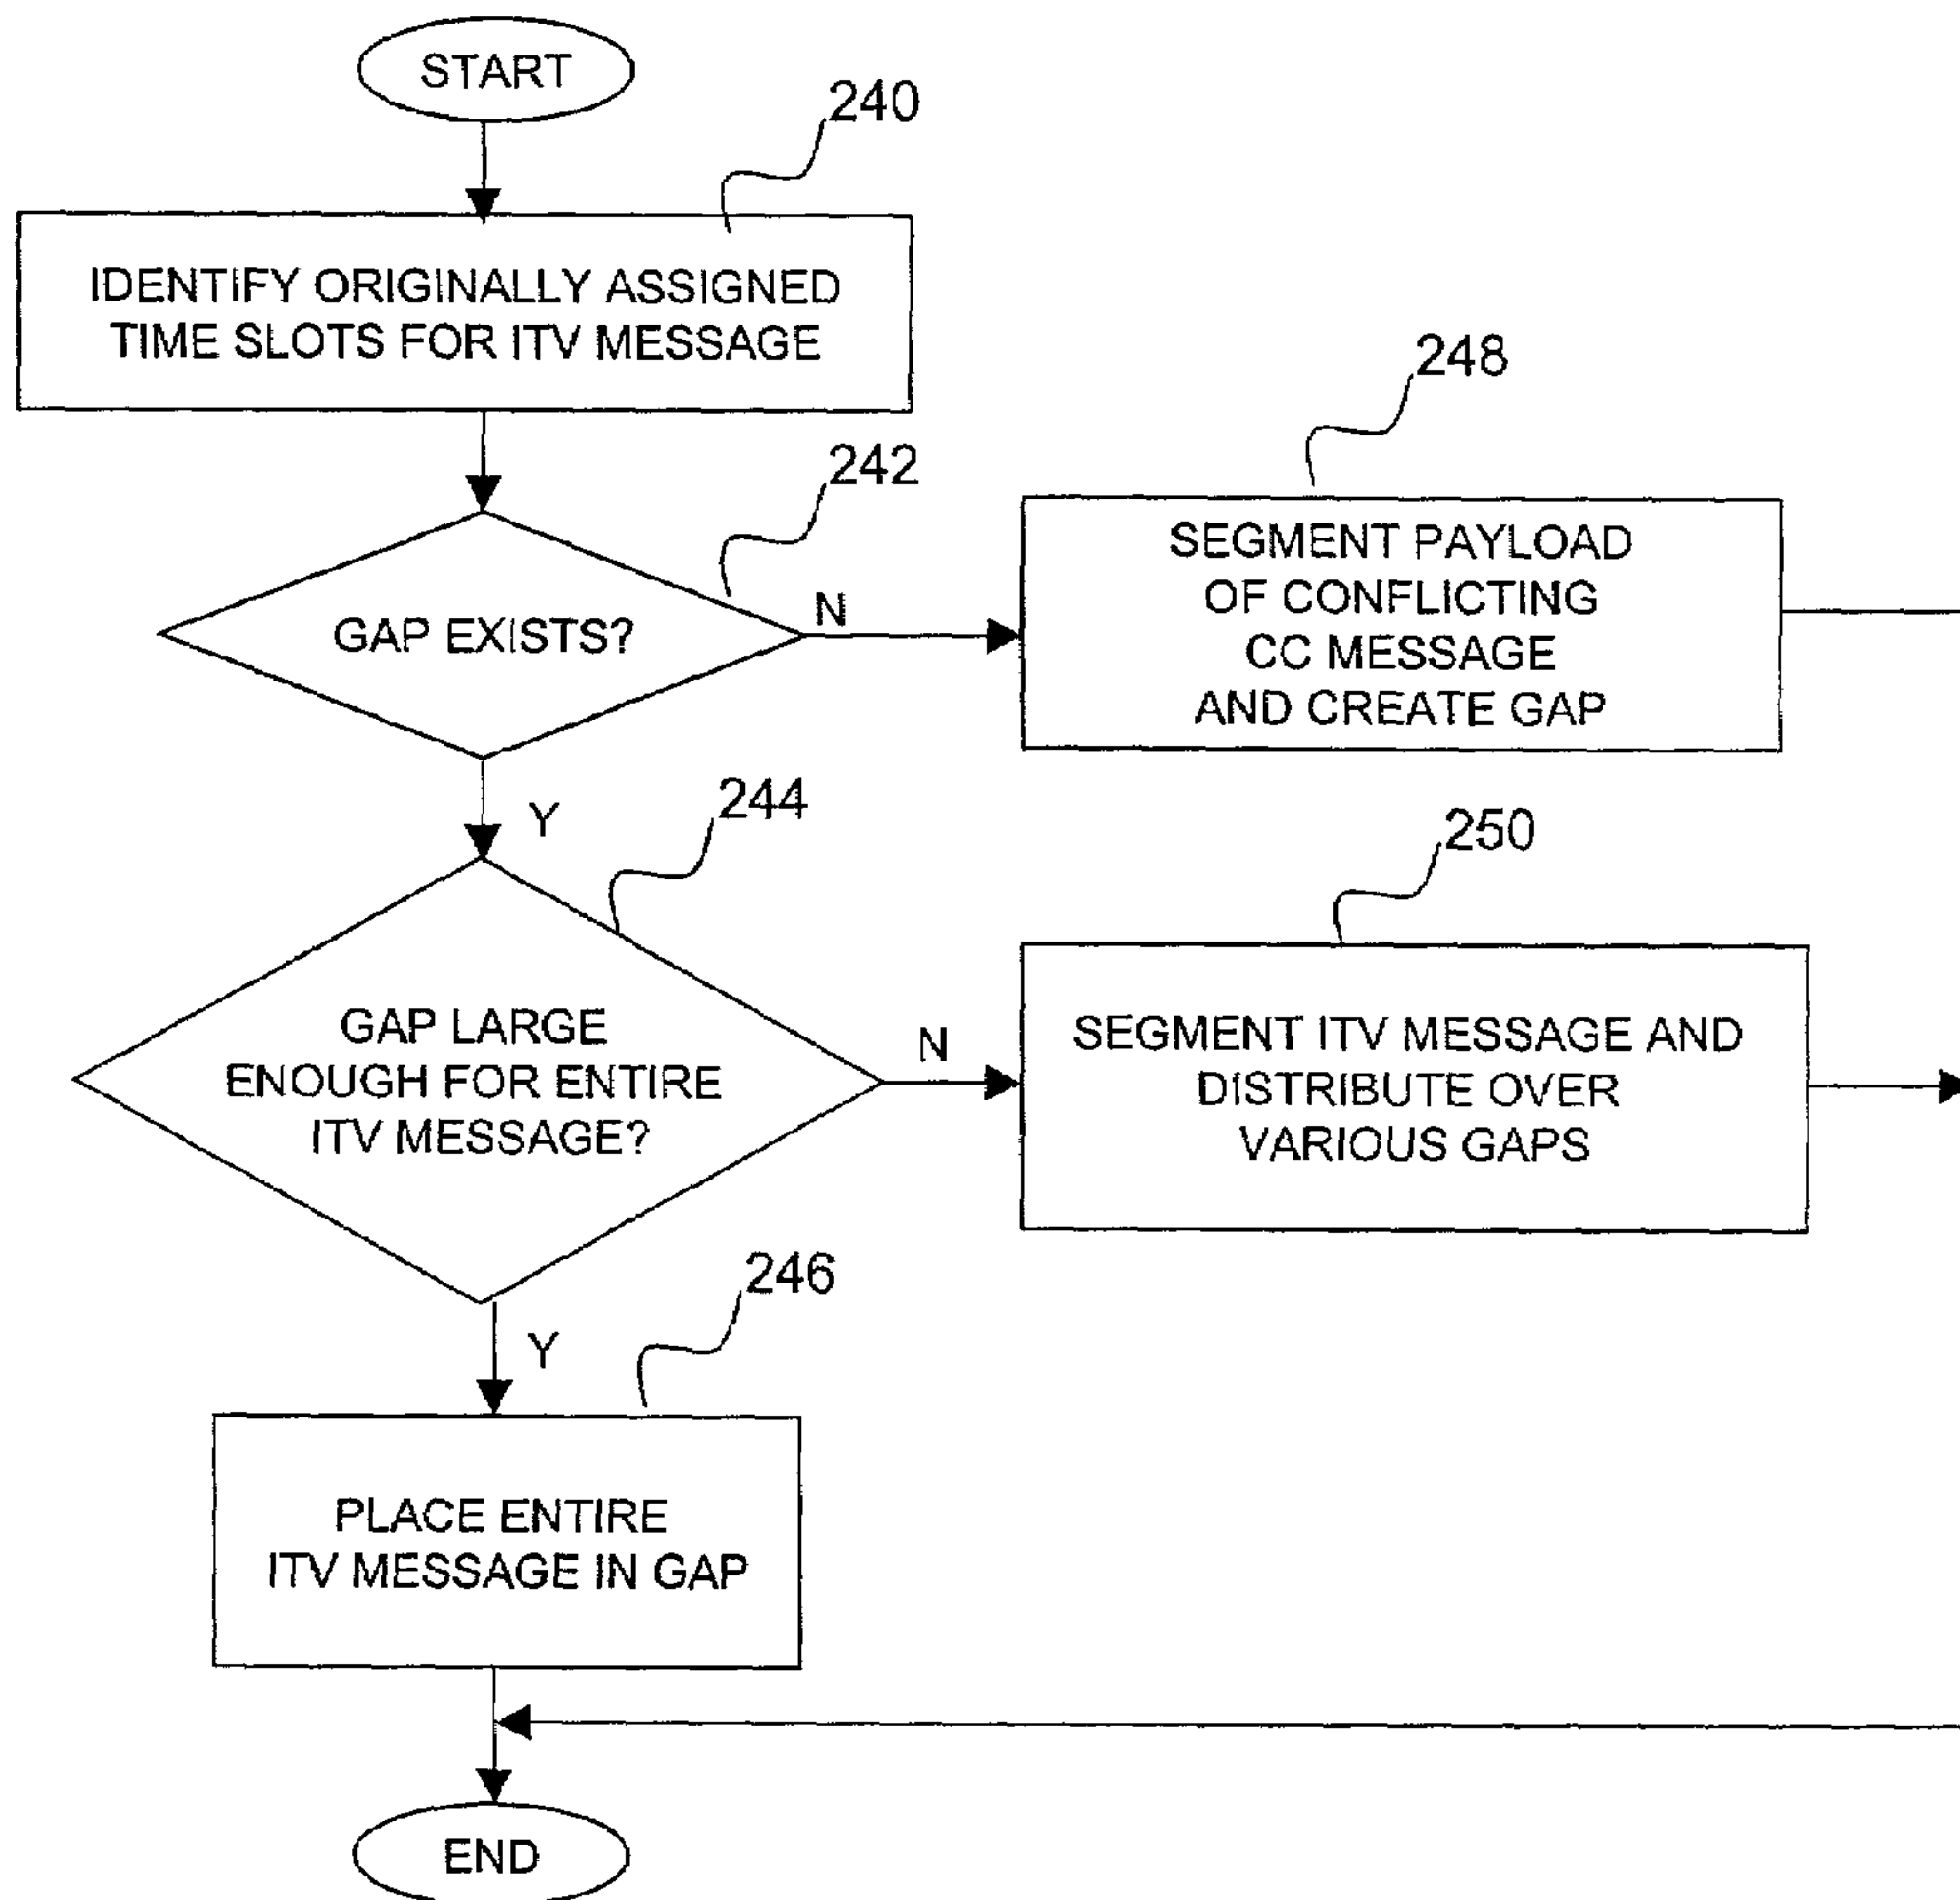 START
240
IDENTIFY ORIGINALLY ASSIGNED
TIME SLOTS FOR ITV MESSAGE
242
GAP EXISTS?
N
248
SEGMENT PAYLOAD
OF CONFLICTING
CC MESSAGE
AND CREATE GAP
Y
244
GAP LARGE
ENOUGH FOR ENTIRE
ITV MESSAGE?
N
250
SEGMENT ITV MESSAGE AND
DISTRIBUTE OVER
VARIOUS GAPS
Y
246
PLACE ENTIRE
ITV MESSAGE IN GAP
END